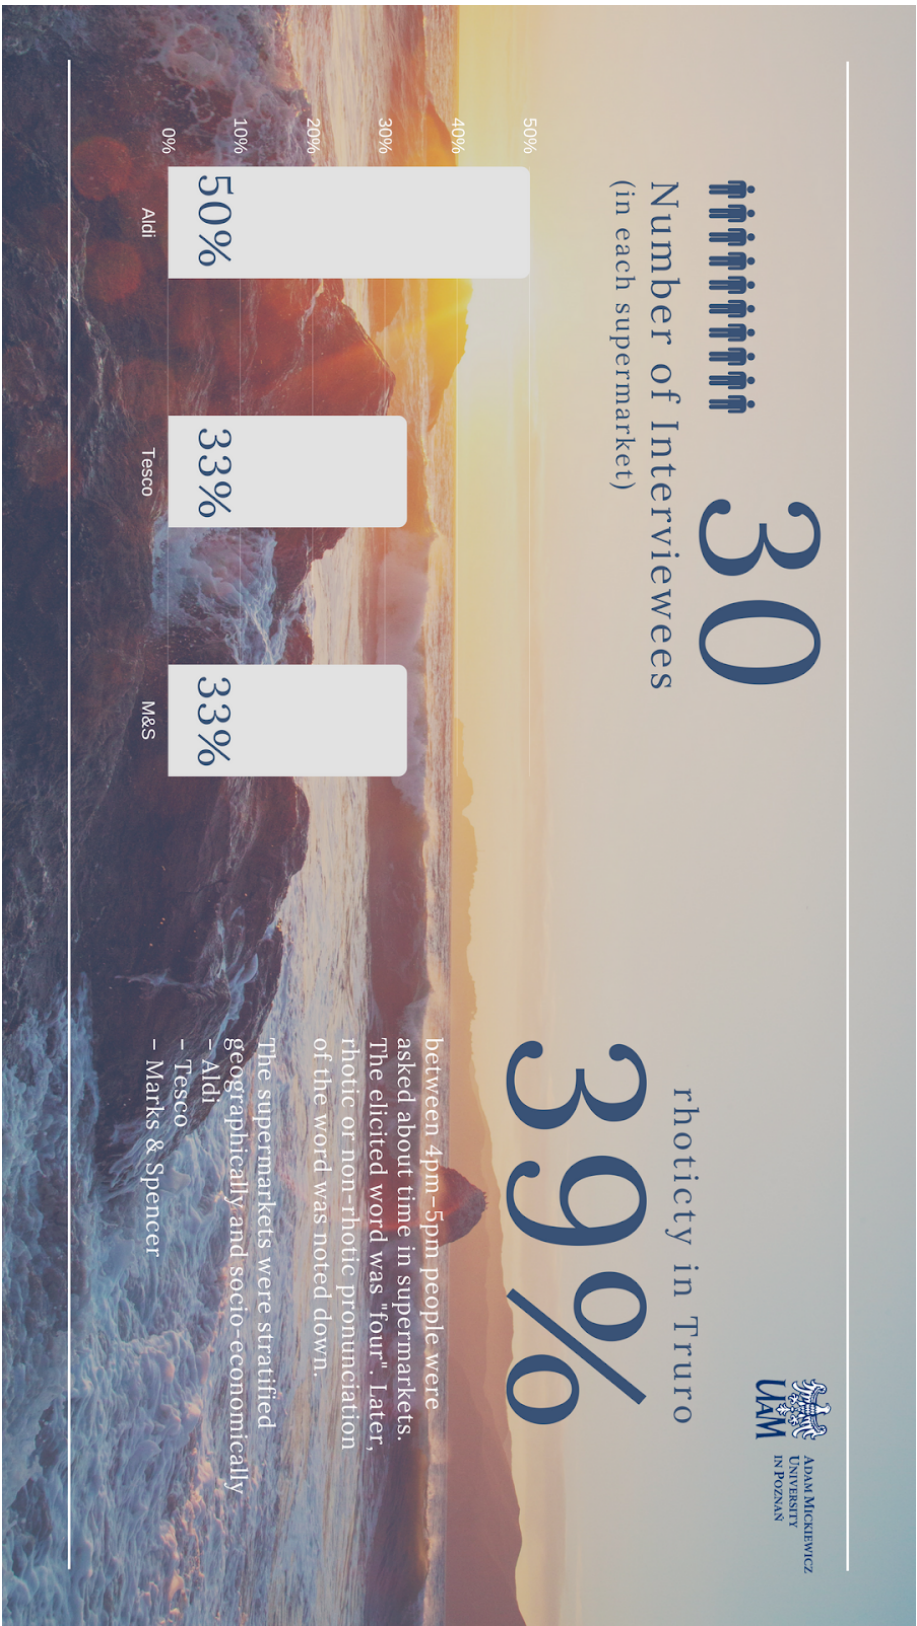 30
Number of Interviewees
(in each supermarket)
50%
40%
30%
20%
10%
0%
50%
33%
33%
Aldi
Tesco
M&S
ADAM MICKIEWICZ
UNIVERSITY
IN POZNAŃ
UAM
rhoticty in Truro
39%
between 4pm-5pm people were
asked about time in supermarkets.
The elicited word was "four". Later,
rhotic or non-rhotic pronunciation
of the word was noted down.
The supermarkets were stratified
geographically and socio-economically
- Aldi
- Tesco
- Marks & Spencer